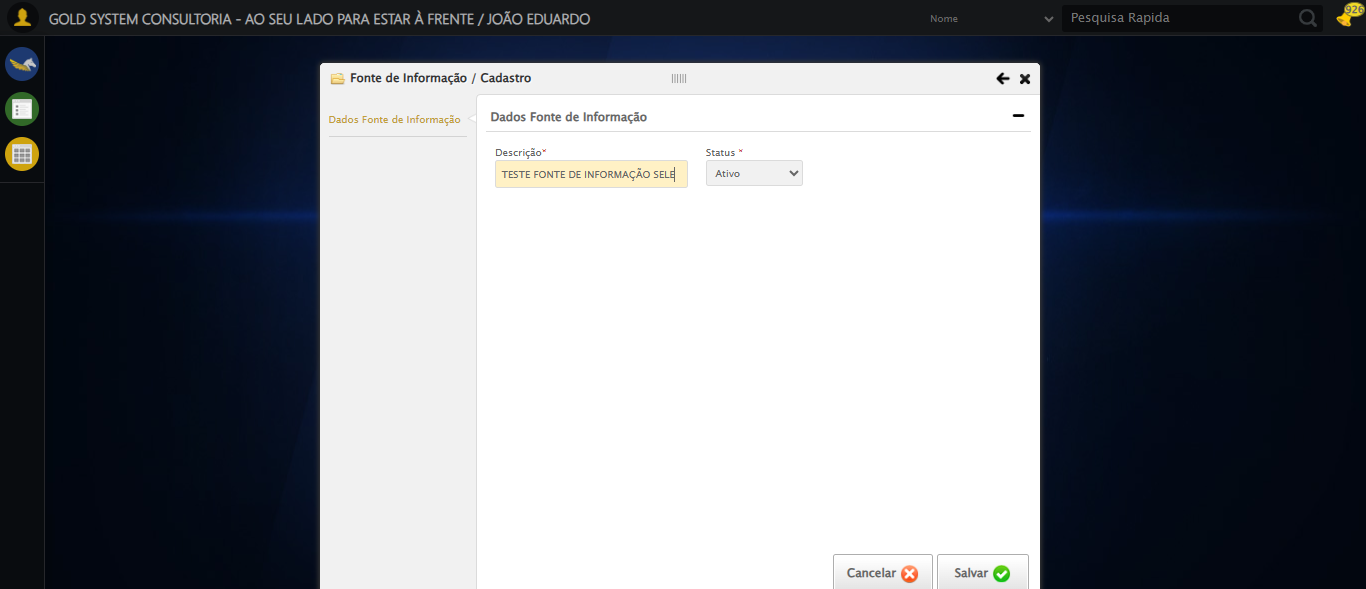 GOLD SYSTEM CONSULTORIA - AO SEU LADO PARA ESTAR À FRENTE / JOÃO EDUARDO
Nome
Pesquisa Rapida
926
Fonte de Informação / Cadastro
Dados Fonte de Informação
Dados Fonte de Informação
Descrição*
Status *
TESTE FONTE DE INFORMAÇÃO SELE
Ativo
Cancelar
Salvar